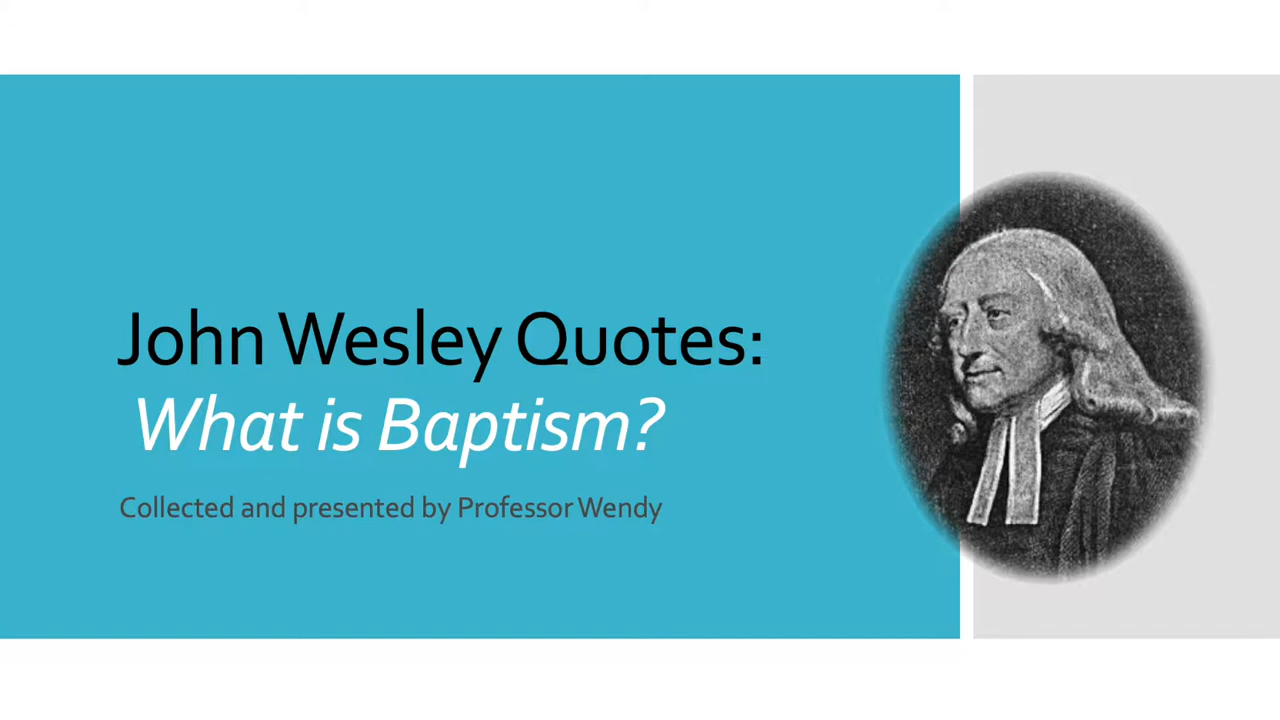 John Wesley Quotes:
What is Baptism?
Collected and presented by Professor Wendy